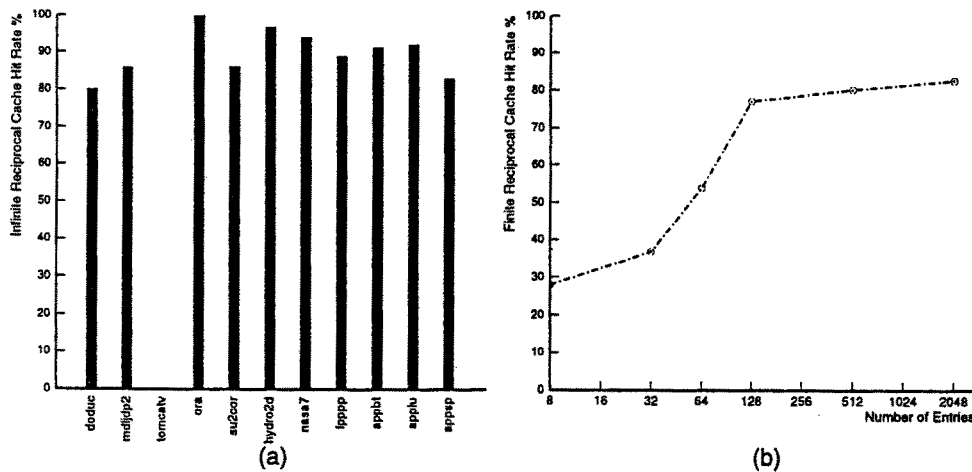 Infinite Reciprocal Cache Hit Rate %
100
90
80
70
60
50
40
30
20
10
0
doduc
mdljdp2
tomcatv
ora
su2cor
hydro2d
nasa7
fpppp
appbt
applu
appsp
(a)
Finite Reciprocal Cache Hit Rate %
100
90
80
70
60
50
40
30
20
10
0
8
16
32
64
128
256
512
1024
2048
Number of Entries
(b)